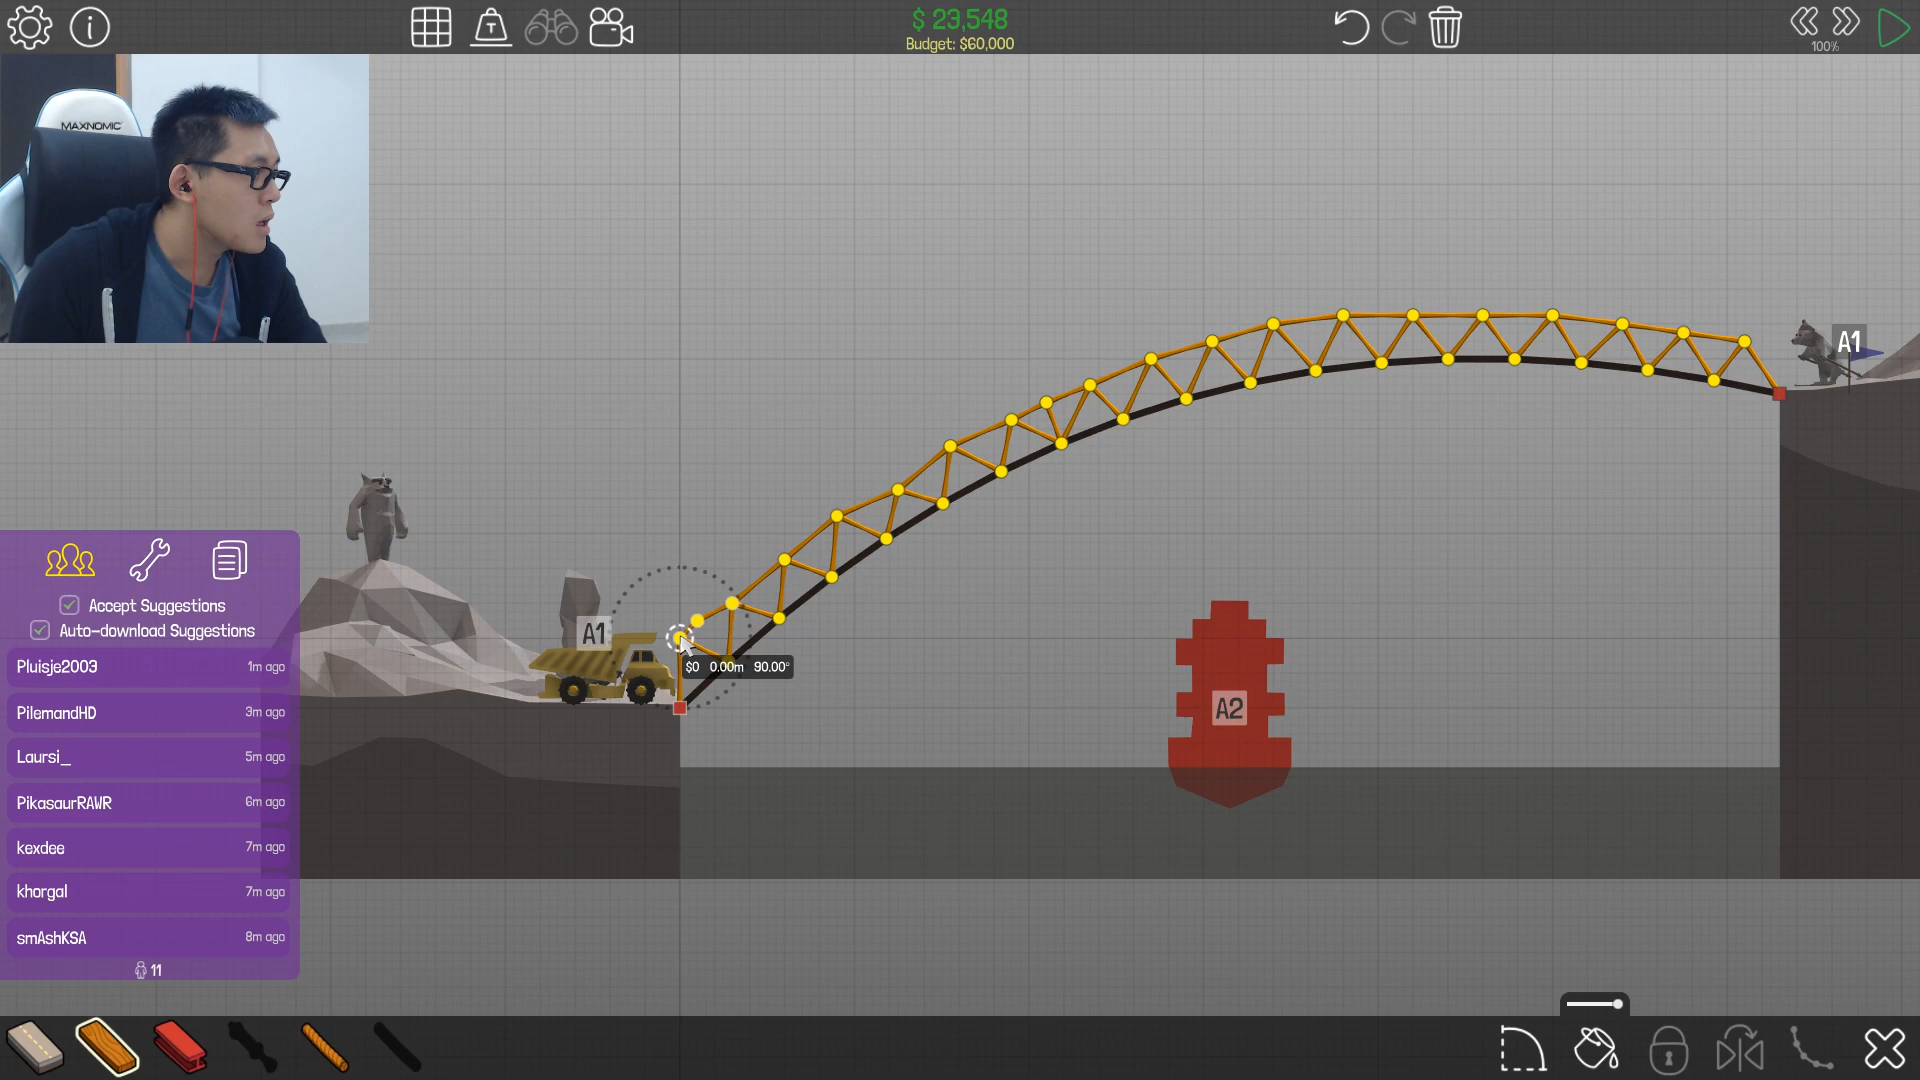 $ 23,548
Budget: $60,000
100%
MAXNOMIC
A1
A1
$0 0.00m 90.00°
A2
Accept Suggestions
Auto-download Suggestions
Pluisje2003 1m ago
PilemandHD 3m ago
Laursi_ 5m ago
PikasaurRAWR 6m ago
kexdee 7m ago
khorgal 7m ago
smAshKSA 8m ago
11